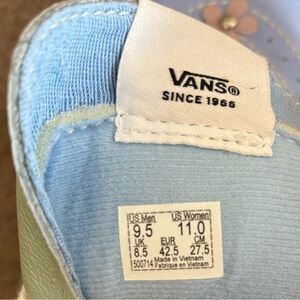 VANS®
SINCE 1966
US Men US Women
9.5 11.0
UK EUR CM
8.5 42.5 27.5
500714 Made in Vietnam
Fabriqué en Vietnam